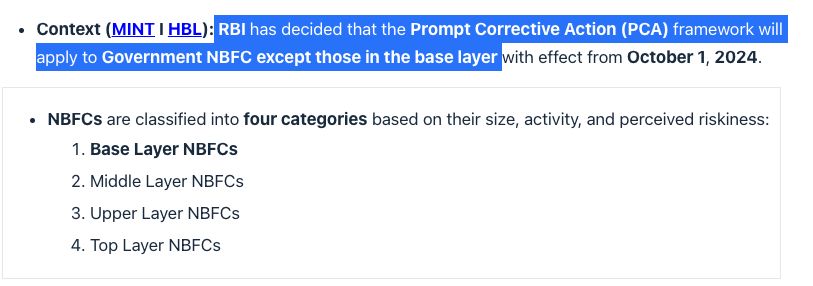 • Context (MINT I HBL): RBI has decided that the Prompt Corrective Action (PCA) framework will
apply to Government NBFC except those in the base layer with effect from October 1, 2024.
• NBFCs are classified into four categories based on their size, activity, and perceived riskiness:
1. Base Layer NBFCs
2. Middle Layer NBFCs
3. Upper Layer NBFCs
4. Top Layer NBFCs